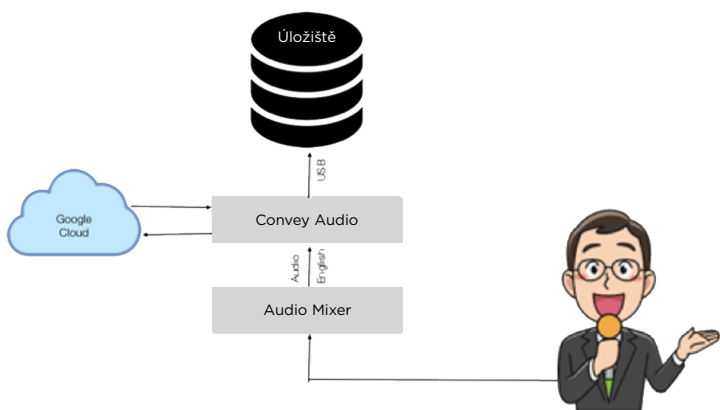 Úložiště
USB
Google
Cloud
Convey Audio
Audio
English
Audio Mixer